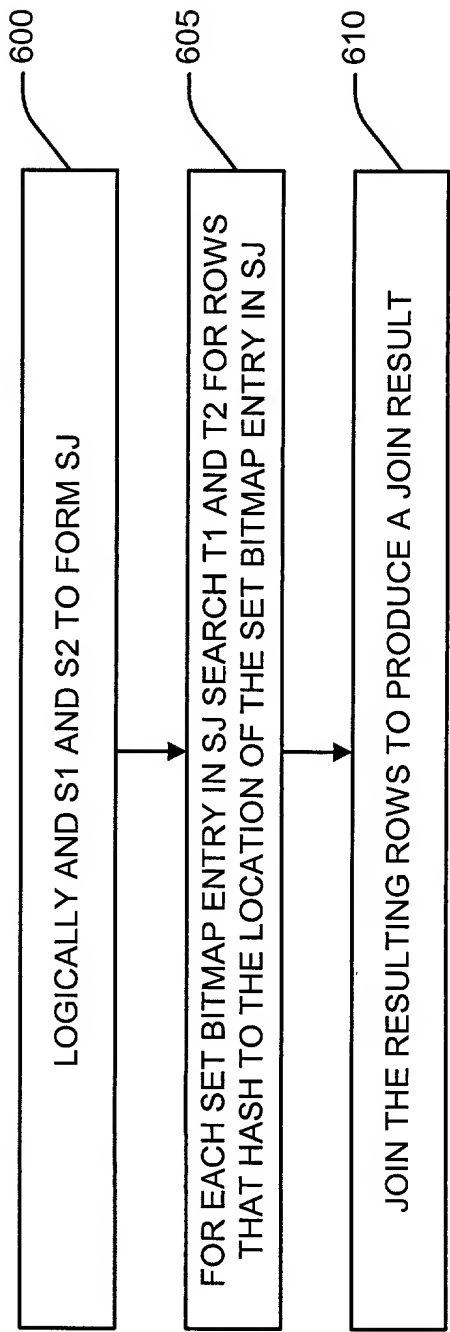 LOGICALLY AND S1 AND S2 TO FORM SJ
600
FOR EACH SET BITMAP ENTRY IN SJ SEARCH T1 AND T2 FOR ROWS
THAT HASH TO THE LOCATION OF THE SET BITMAP ENTRY IN SJ
605
JOIN THE RESULTING ROWS TO PRODUCE A JOIN RESULT
610